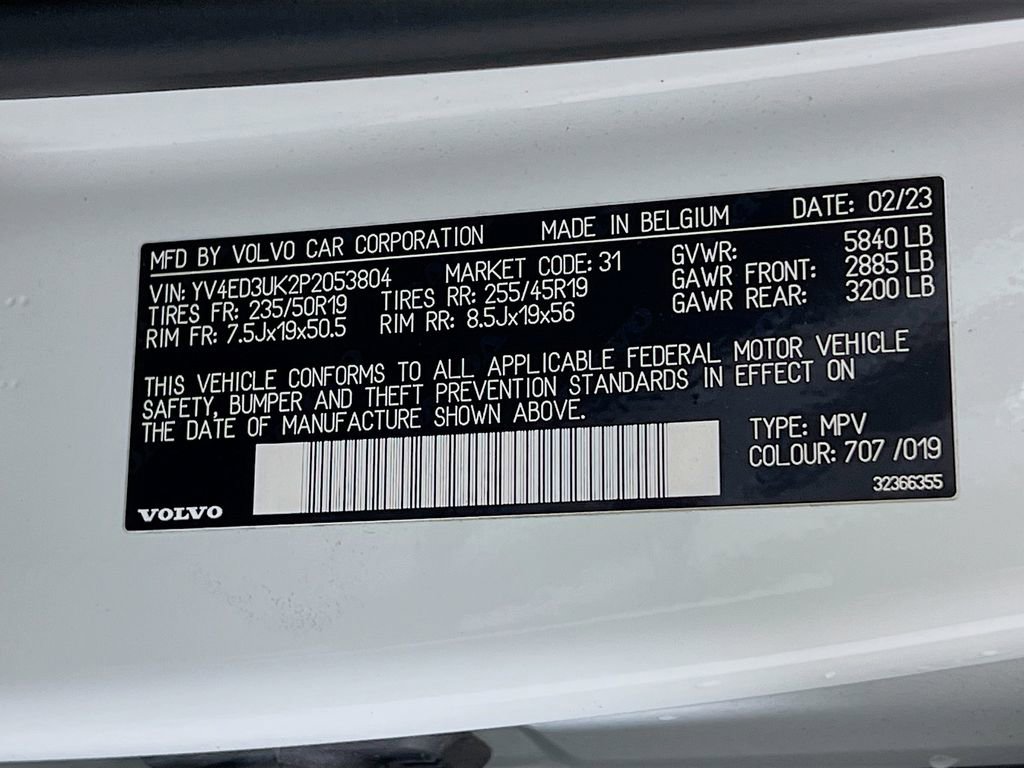 MFD BY VOLVO CAR CORPORATION MADE IN BELGIUM DATE: 02/23
VIN: YV4ED3UK2P2053804 MARKET CODE: 31 GVWR: 5840 LB
TIRES FR: 235/50R19 TIRES RR: 255/45R19 GAWR FRONT: 2885 LB
RIM FR: 7.5Jx19x50.5 RIM RR: 8.5Jx19x56 GAWR REAR: 3200 LB
THIS VEHICLE CONFORMS TO ALL APPLICABLE FEDERAL MOTOR VEHICLE
SAFETY, BUMPER AND THEFT PREVENTION STANDARDS IN EFFECT ON
THE DATE OF MANUFACTURE SHOWN ABOVE.
TYPE: MPV
COLOUR: 707 /019
32366355
VOLVO